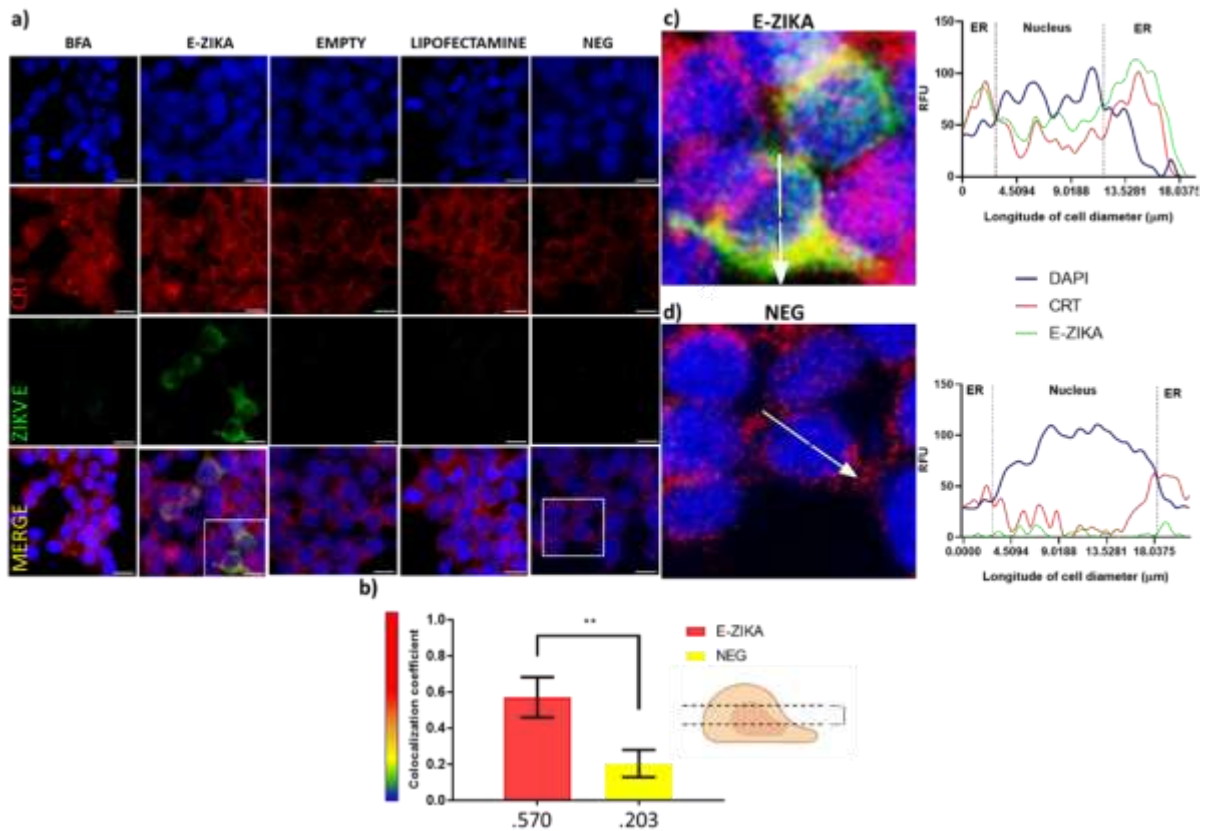 a)
BFA E-ZIKA EMPTY LIPOFECTAMINE NEG
CRT
ZIKV E
MERGE
b)
Colocalization coefficient
1.0
0.8
0.6
0.4
0.2
0.0
**
.570 .203
E-ZIKA
NEG
c)
E-ZIKA
ER Nucleus ER
RFU
150
100
50
0
0 4.5094 9.0188 13.5281 18.0375
Longitude of cell diameter (μm)
DAPI
CRT
E-ZIKA
d)
NEG
ER Nucleus ER
RFU
150
100
50
0
0.0000 4.5094 9.0188 13.5281 18.0375
Longitude of cell diameter (μm)